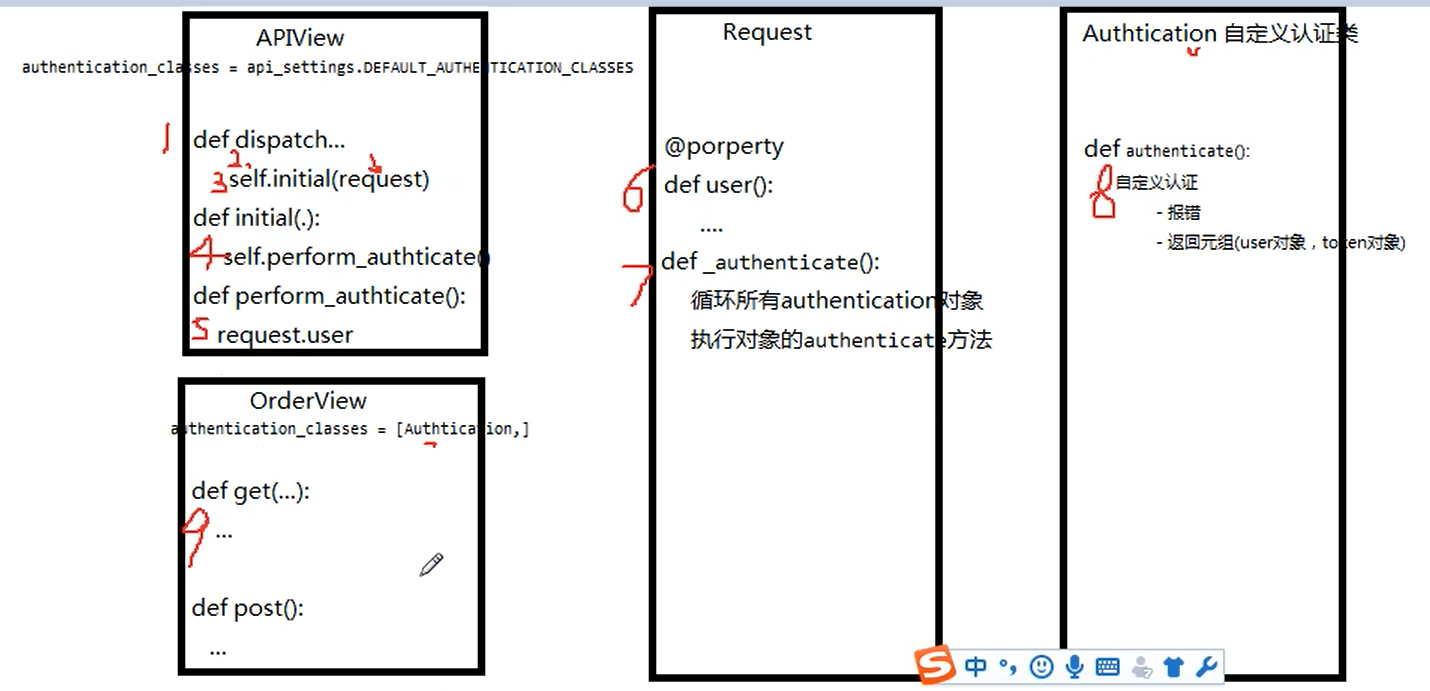 APIView
authentication_classes = api_settings.DEFAULT_AUTHENTICATION_CLASSES
1 def dispatch...
2.
3 self.initial(request)
def initial(.):
4 self.perform_authticate()
def perform_authticate():
5 request.user
OrderView
authentication_classes = [Authtication,]
def get(...):
9 ...
def post():
...
Request
@porperty
6 def user():
....
7 def _authenticate():
循环所有authentication对象
执行对象的authenticate方法
Authtication 自定义认证类
def authenticate():
8 自定义认证
- 报错
- 返回元组(user对象，token对象)
S 中